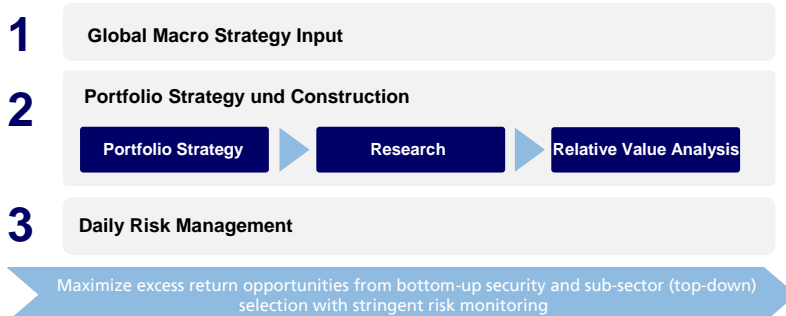 1
Global Macro Strategy Input
2
Portfolio Strategy und Construction
Portfolio Strategy
Research
Relative Value Analysis
3
Daily Risk Management
Maximize excess return opportunities from bottom-up security and sub-sector (top-down)
selection with stringent risk monitoring